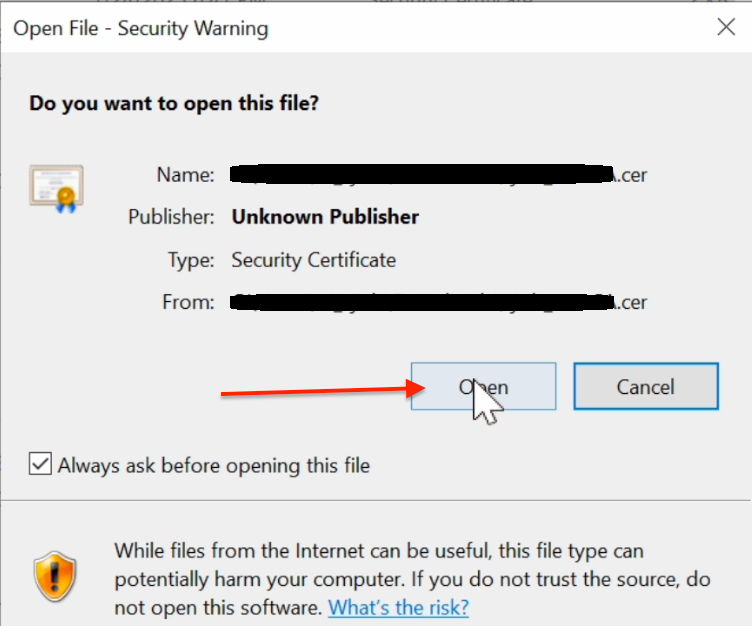 Open File - Security Warning
Do you want to open this file?
Name: .cer
Publisher: Unknown Publisher
Type: Security Certificate
From: .cer
Open Cancel
Always ask before opening this file
While files from the Internet can be useful, this file type can
potentially harm your computer. If you do not trust the source, do
not open this software. What's the risk?